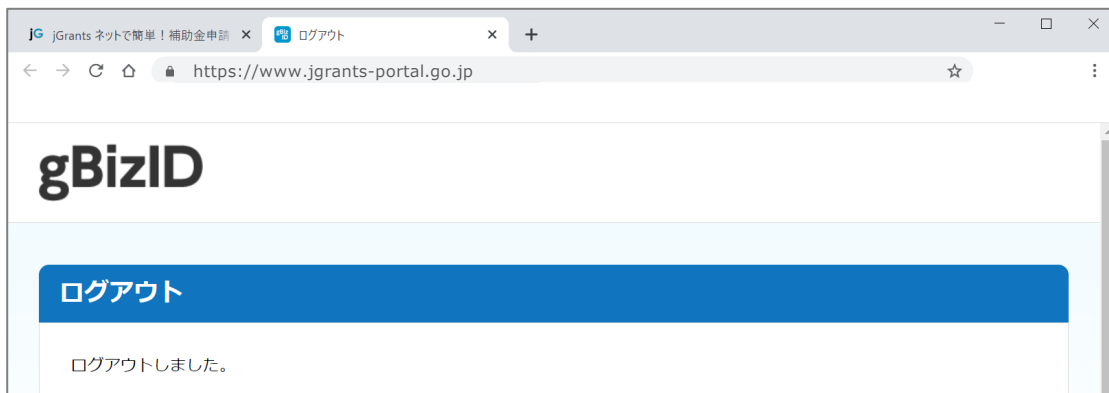 jG jGrants ネットで簡単！補助金申請
gBiz ID ログアウト
https://www.jgrants-portal.go.jp
gBizID
ログアウト
ログアウトしました。